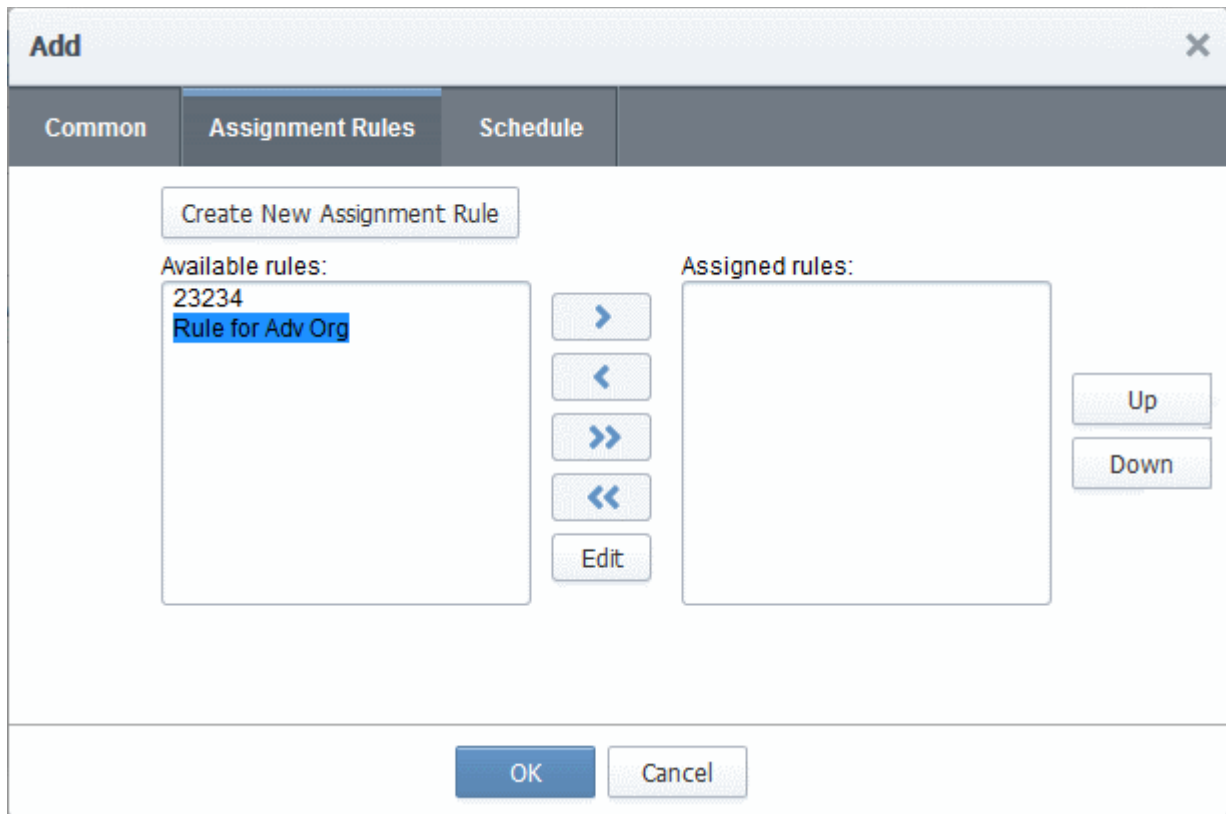 Add
Common Assignment Rules Schedule
Create New Assignment Rule
Available rules: Assigned rules:
23234
Rule for Adv Org
Up
Down
Edit
OK Cancel